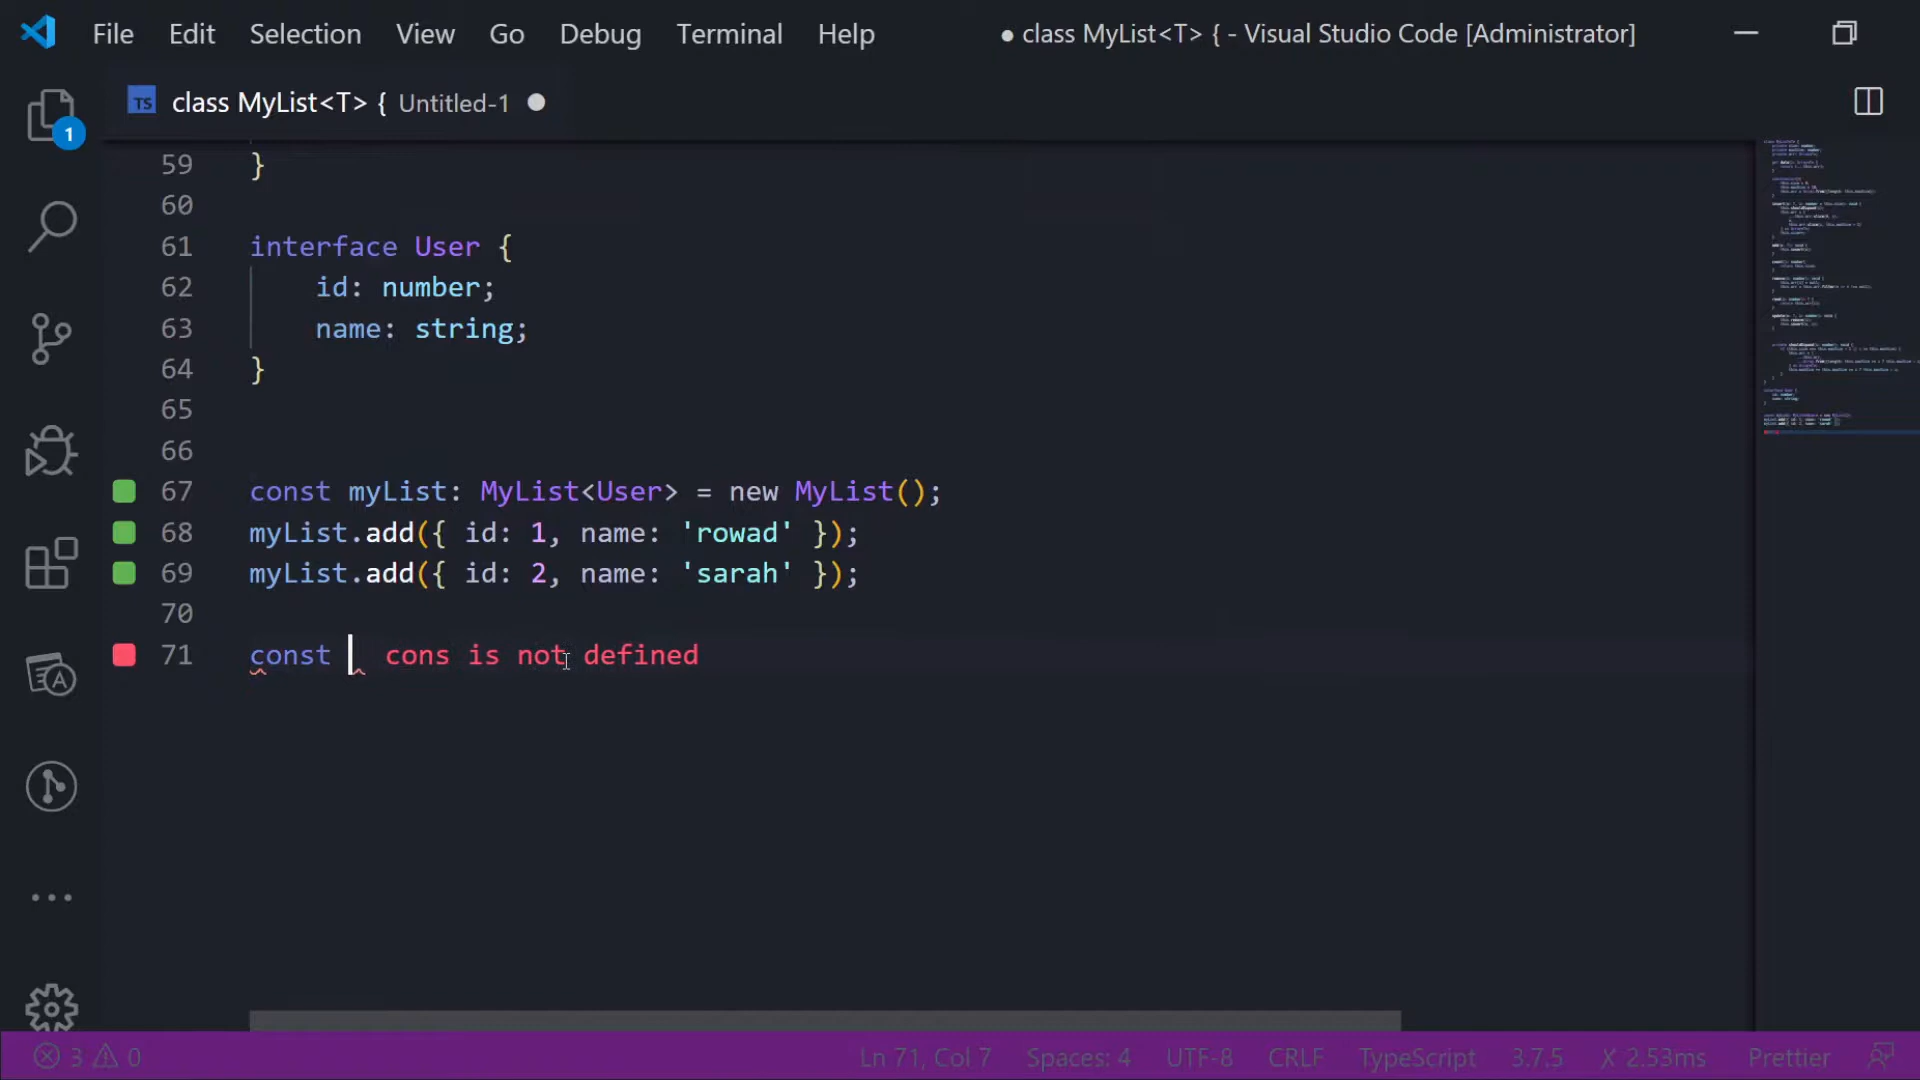 File Edit Selection View Go Debug Terminal Help
● class MyList<T> { - Visual Studio Code [Administrator]
TS class MyList<T> { Untitled-1
1
59 }
60
61 interface User {
62 id: number;
63 name: string;
64 }
65
66
67 const myList: MyList<User> = new MyList();
68 myList.add({ id: 1, name: 'rowad' });
69 myList.add({ id: 2, name: 'sarah' });
70
71 const cons is not defined
3 0 Ln 71, Col 7 Spaces: 4 UTF-8 CRLF TypeScript 3.7.5 X 2.53ms Prettier